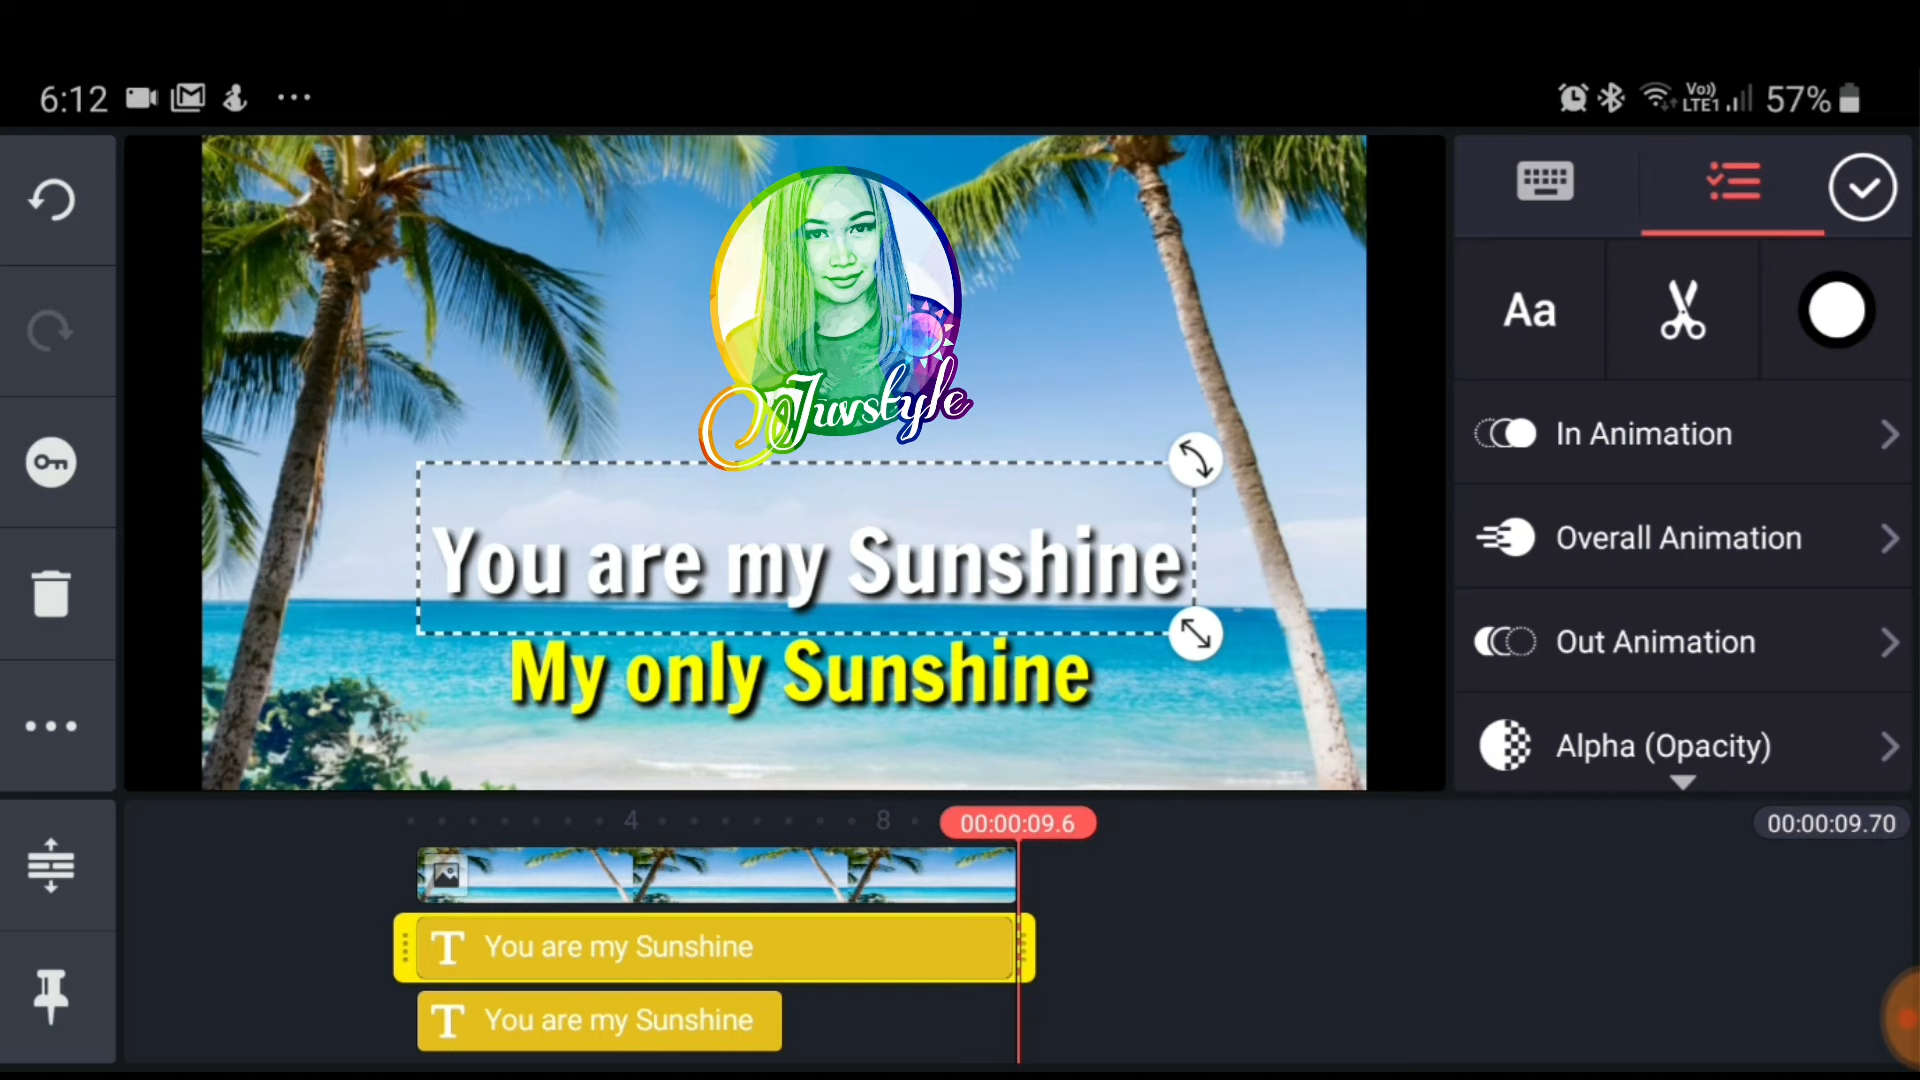 6:12
Vo)) LTE1 57%
Juvstyle
You are my Sunshine
My only Sunshine
Aa
In Animation
Overall Animation
Out Animation
Alpha (Opacity)
4 8 00:00:09.6 00:00:09.70
T You are my Sunshine
T You are my Sunshine